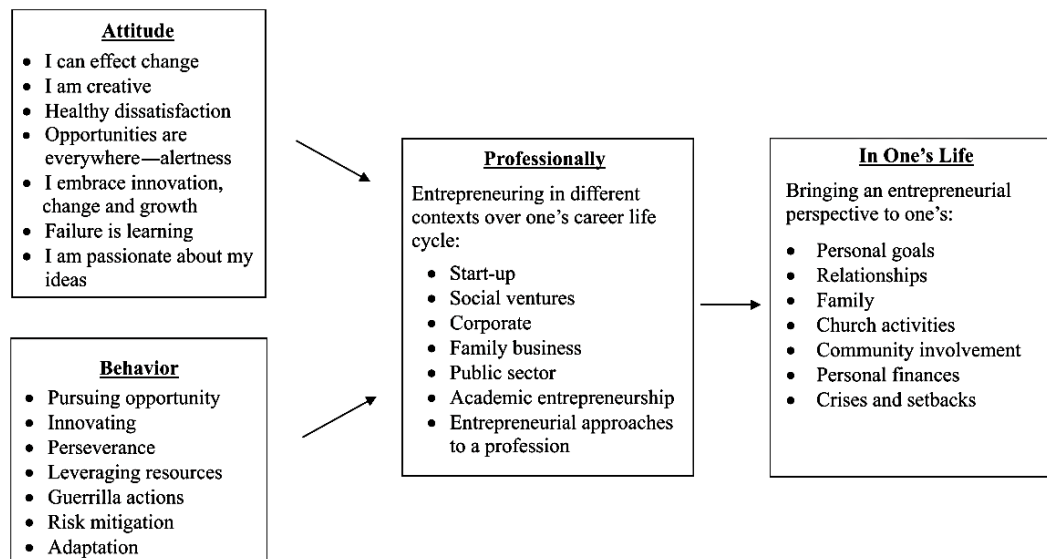 Attitude
• I can effect change
• I am creative
• Healthy dissatisfaction
• Opportunities are
everywhere—alertness
• I embrace innovation,
change and growth
• Failure is learning
• I am passionate about my
ideas
Behavior
• Pursuing opportunity
• Innovating
• Perseverance
• Leveraging resources
• Guerrilla actions
• Risk mitigation
• Adaptation
Professionally
Entrepreneuring in different
contexts over one’s career life
cycle:
• Start-up
• Social ventures
• Corporate
• Family business
• Public sector
• Academic entrepreneurship
• Entrepreneurial approaches
to a profession
In One’s Life
Bringing an entrepreneurial
perspective to one’s:
• Personal goals
• Relationships
• Family
• Church activities
• Community involvement
• Personal finances
• Crises and setbacks